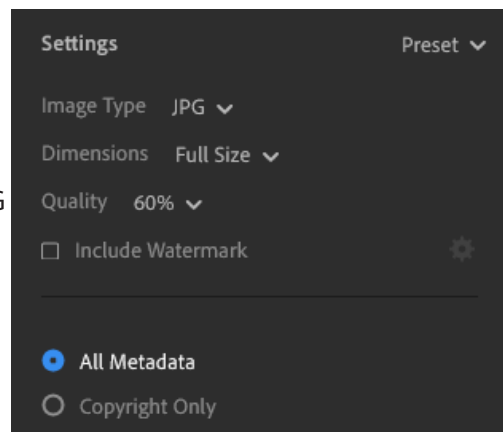 Settings Preset
Image Type JPG
Dimensions Full Size
G
Quality 60%
Include Watermark
All Metadata
Copyright Only